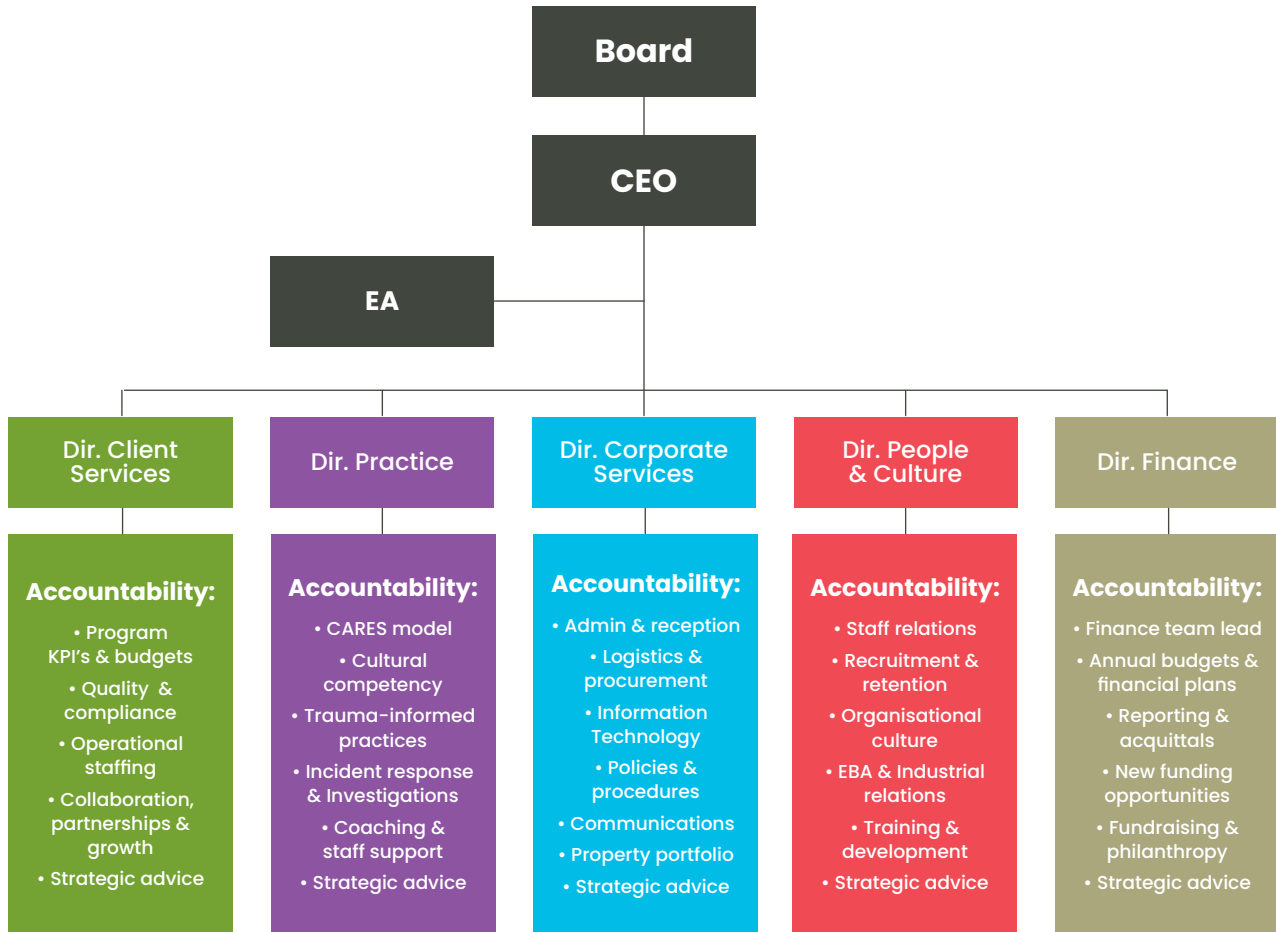 Board
CEO
EA
Dir. Client
Services
Dir. Practice
Dir. Corporate
Services
Dir. People
& Culture
Dir. Finance
Accountability:
• Program
KPI's & budgets
• Quality & 
compliance
• Operational
staffing
• Collaboration,
partnerships &
growth
• Strategic advice
Accountability:
• CARES model
• Cultural
competency
• Trauma-informed
practices
• Incident response
& Investigations
• Coaching &
staff support
• Strategic advice
Accountability:
• Admin & reception
• Logistics &
procurement
• Information
Technology
• Policies &
procedures
• Communications
• Property portfolio
• Strategic advice
Accountability:
• Staff relations
• Recruitment &
retention
• Organisational
culture
• EBA & Industrial
relations
• Training &
development
• Strategic advice
Accountability:
• Finance team lead
• Annual budgets &
financial plans
• Reporting &
acquittals
• New funding
opportunities
• Fundraising &
philanthropy
• Strategic advice